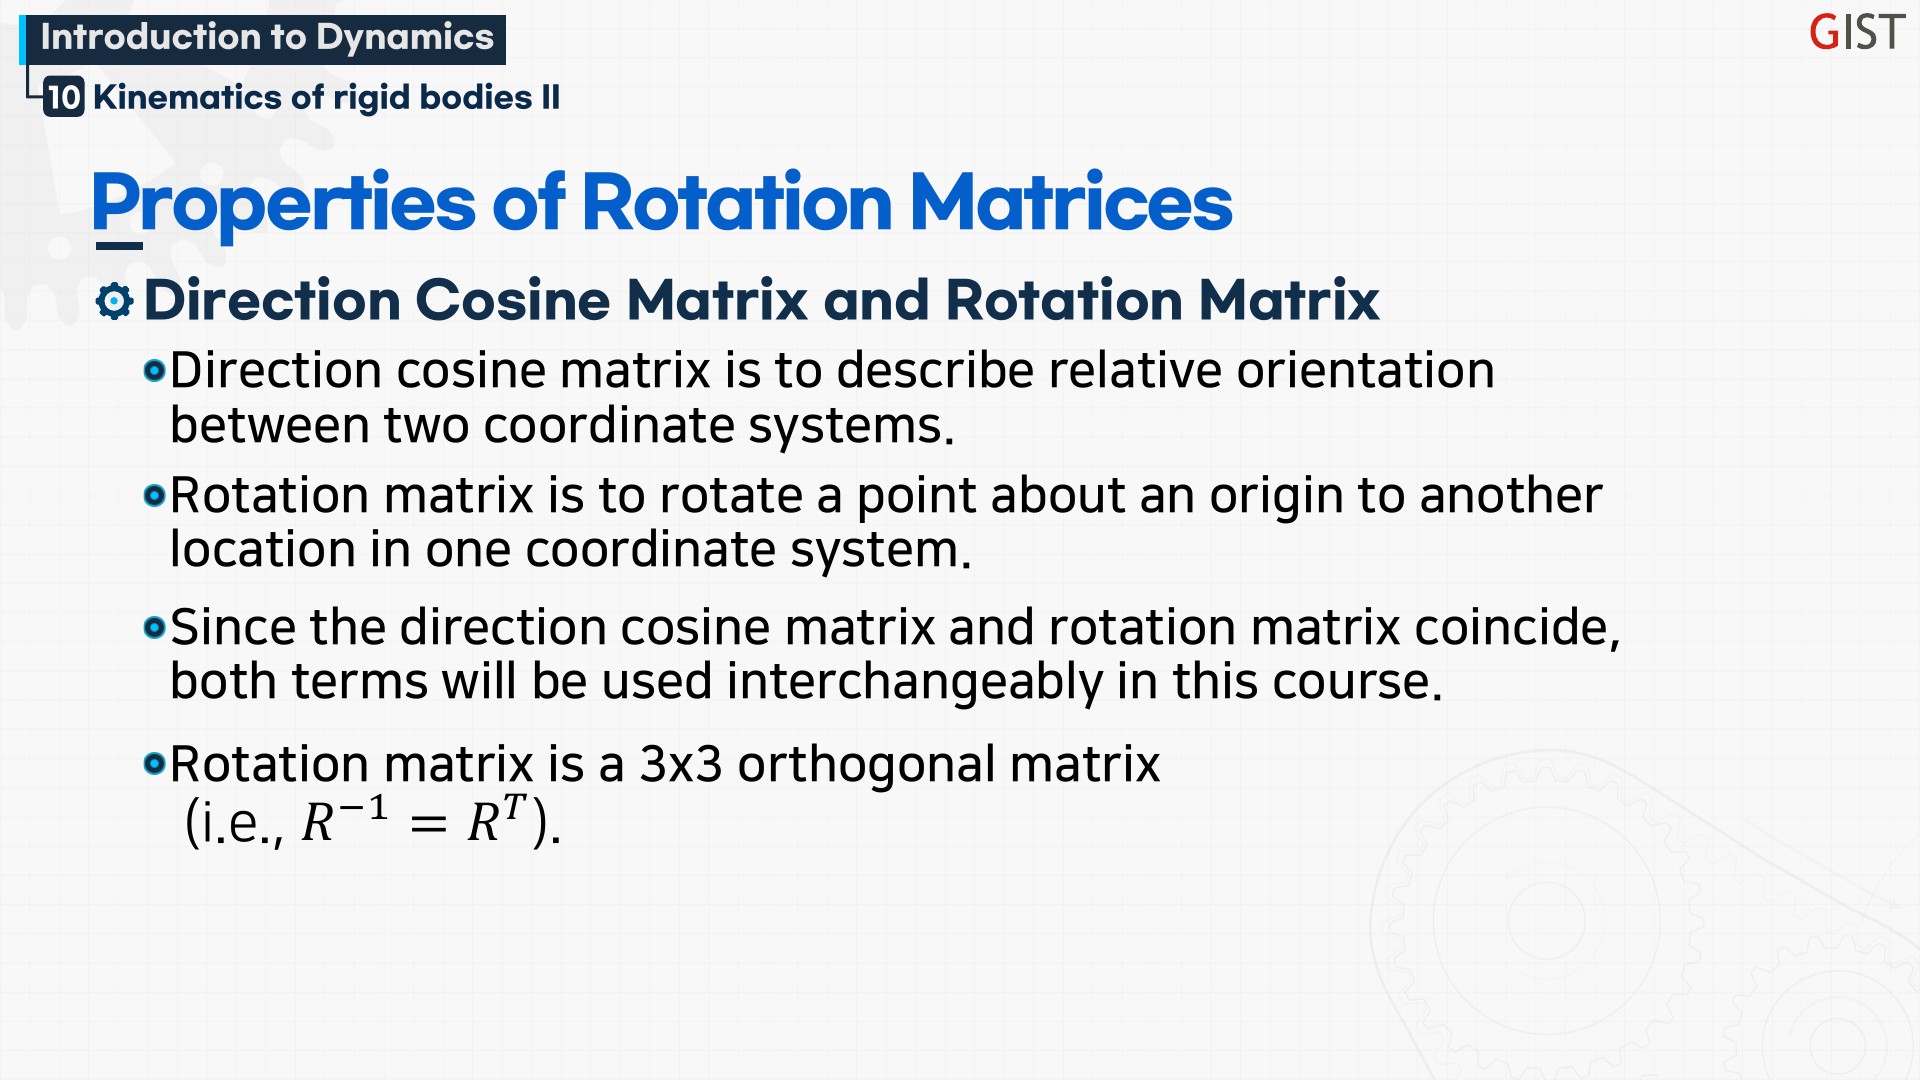 Introduction to Dynamics
GIST
10 Kinematics of rigid bodies II
Properties of Rotation Matrices
Direction Cosine Matrix and Rotation Matrix
Direction cosine matrix is to describe relative orientation
between two coordinate systems.
Rotation matrix is to rotate a point about an origin to another
location in one coordinate system.
Since the direction cosine matrix and rotation matrix coincide,
both terms will be used interchangeably in this course.
Rotation matrix is a 3x3 orthogonal matrix
(i.e., $R^{-1} = R^T$).